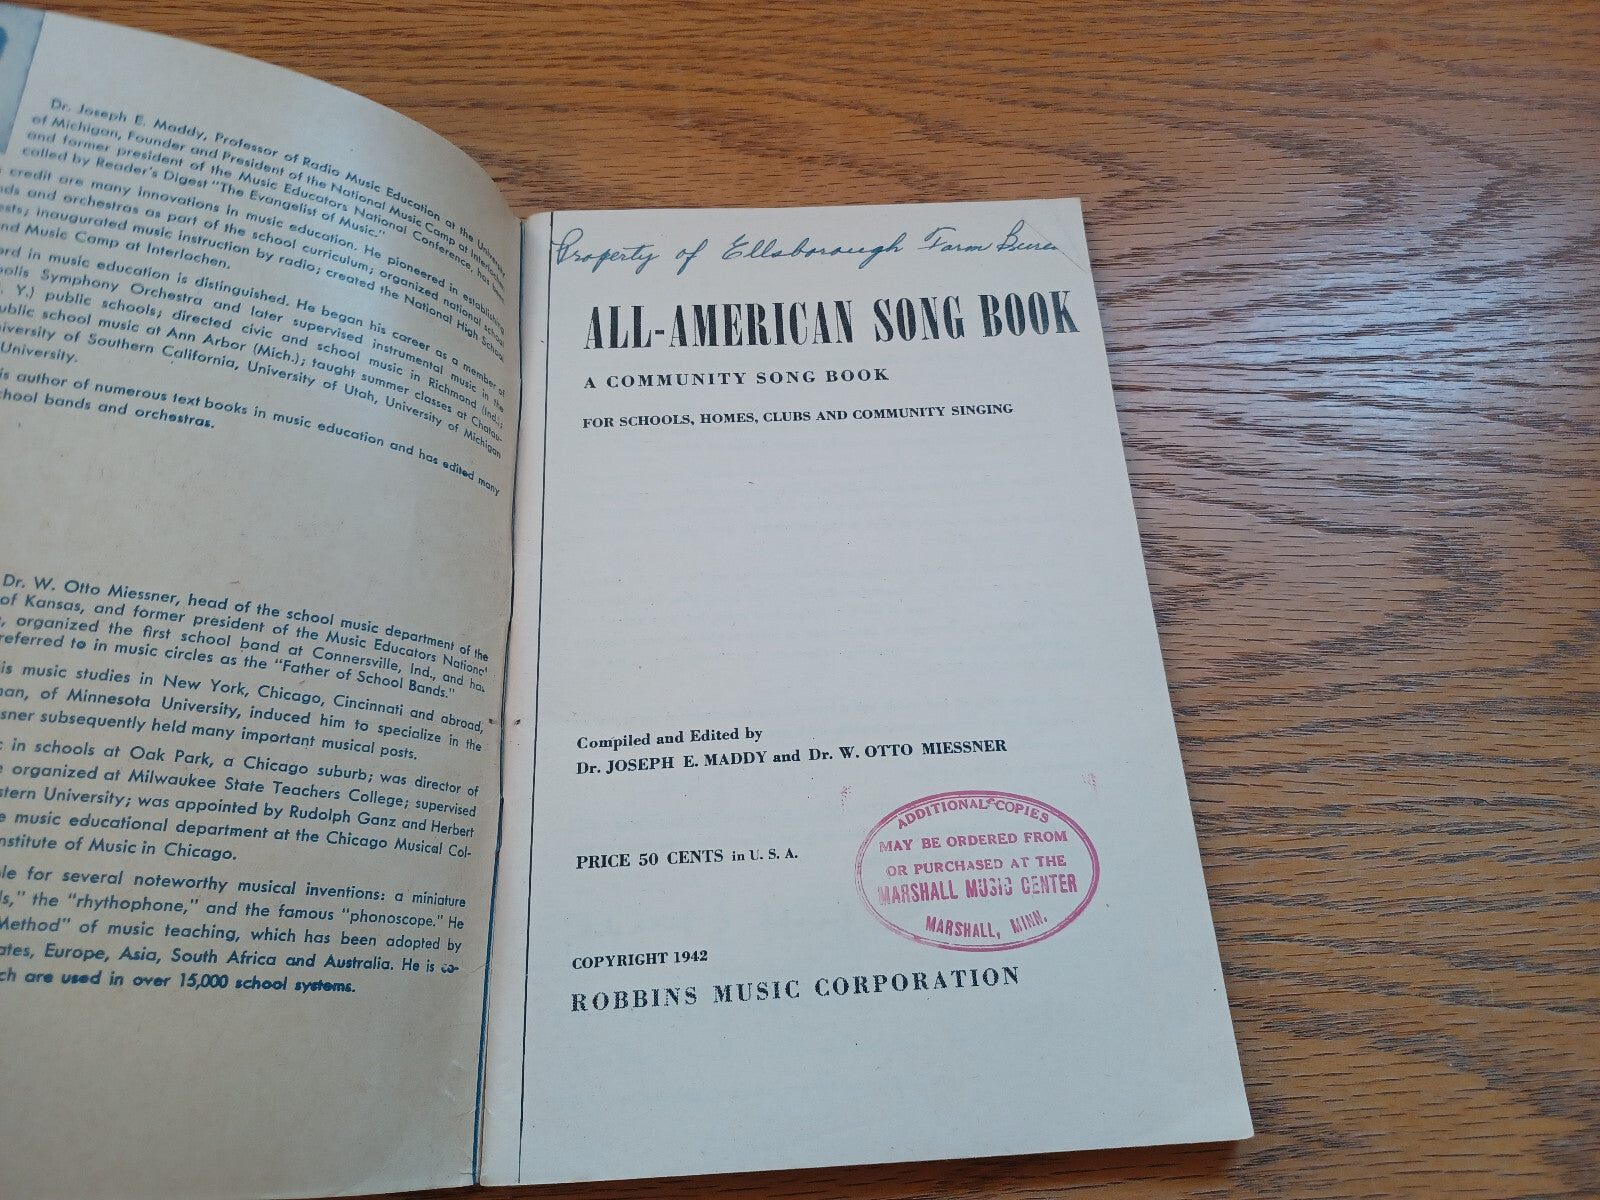 Dr. Joseph E. Maddy, Professor of Radio Music Education at the University
of Michigan, Founder and President of the National Music Camp at Interlochen
and former president of the Music Educators National Conference, has been
called by Reader's Digest "The Evangelist of Music."
credit are many innovations in music education. He pioneered in establishing
and orchestras as part of the school curriculum; organized national school
inaugurated music instruction by radio; created the National High School
Music Camp at Interlochen.
in music education is distinguished. He began his career as a member of
Symphony Orchestra and later supervised instrumental music in the
Y.) public schools; directed civic and school music in Richmond (Ind.);
school music at Ann Arbor (Mich.); taught summer classes at Chatau-
of Southern California, University of Utah, University of Michigan
University.
author of numerous text books in music education and has edited many
bands and orchestras.
Dr. W. Otto Miessner, head of the school music department of the
of Kansas, and former president of the Music Educators
organized the first school band at Connersville, Ind., and has
referred to in music circles as the "Father of School Bands."
music studies in New York, Chicago, Cincinnati and abroad,
of Minnesota University, induced him to specialize in the
subsequently held many important musical posts.
in schools at Oak Park, a Chicago suburb; was director of
organized at Milwaukee State Teachers College; supervised
University; was appointed by Rudolph Ganz and Herbert
music educational department at the Chicago Musical Col-
Institute of Music in Chicago.
for several noteworthy musical inventions: a miniature
the "rhythophone," and the famous "phonoscope." He
Method" of music teaching, which has been adopted by
Europe, Asia, South Africa and Australia. He is co-
are used in over 15,000 school systems.
Property of Ellsborough Farm Bureau
ALL-AMERICAN SONG BOOK
A COMMUNITY SONG BOOK
FOR SCHOOLS, HOMES, CLUBS AND COMMUNITY SINGING
Compiled and Edited by
Dr. JOSEPH E. MADDY and Dr. W. OTTO MIESSNER
PRICE 50 CENTS in U. S. A.
ADDITIONAL COPIES
MAY BE ORDERED FROM
OR PURCHASED AT THE
MARSHALL MUSIC CENTER
MARSHALL, MINN.
COPYRIGHT 1942
ROBBINS MUSIC CORPORATION